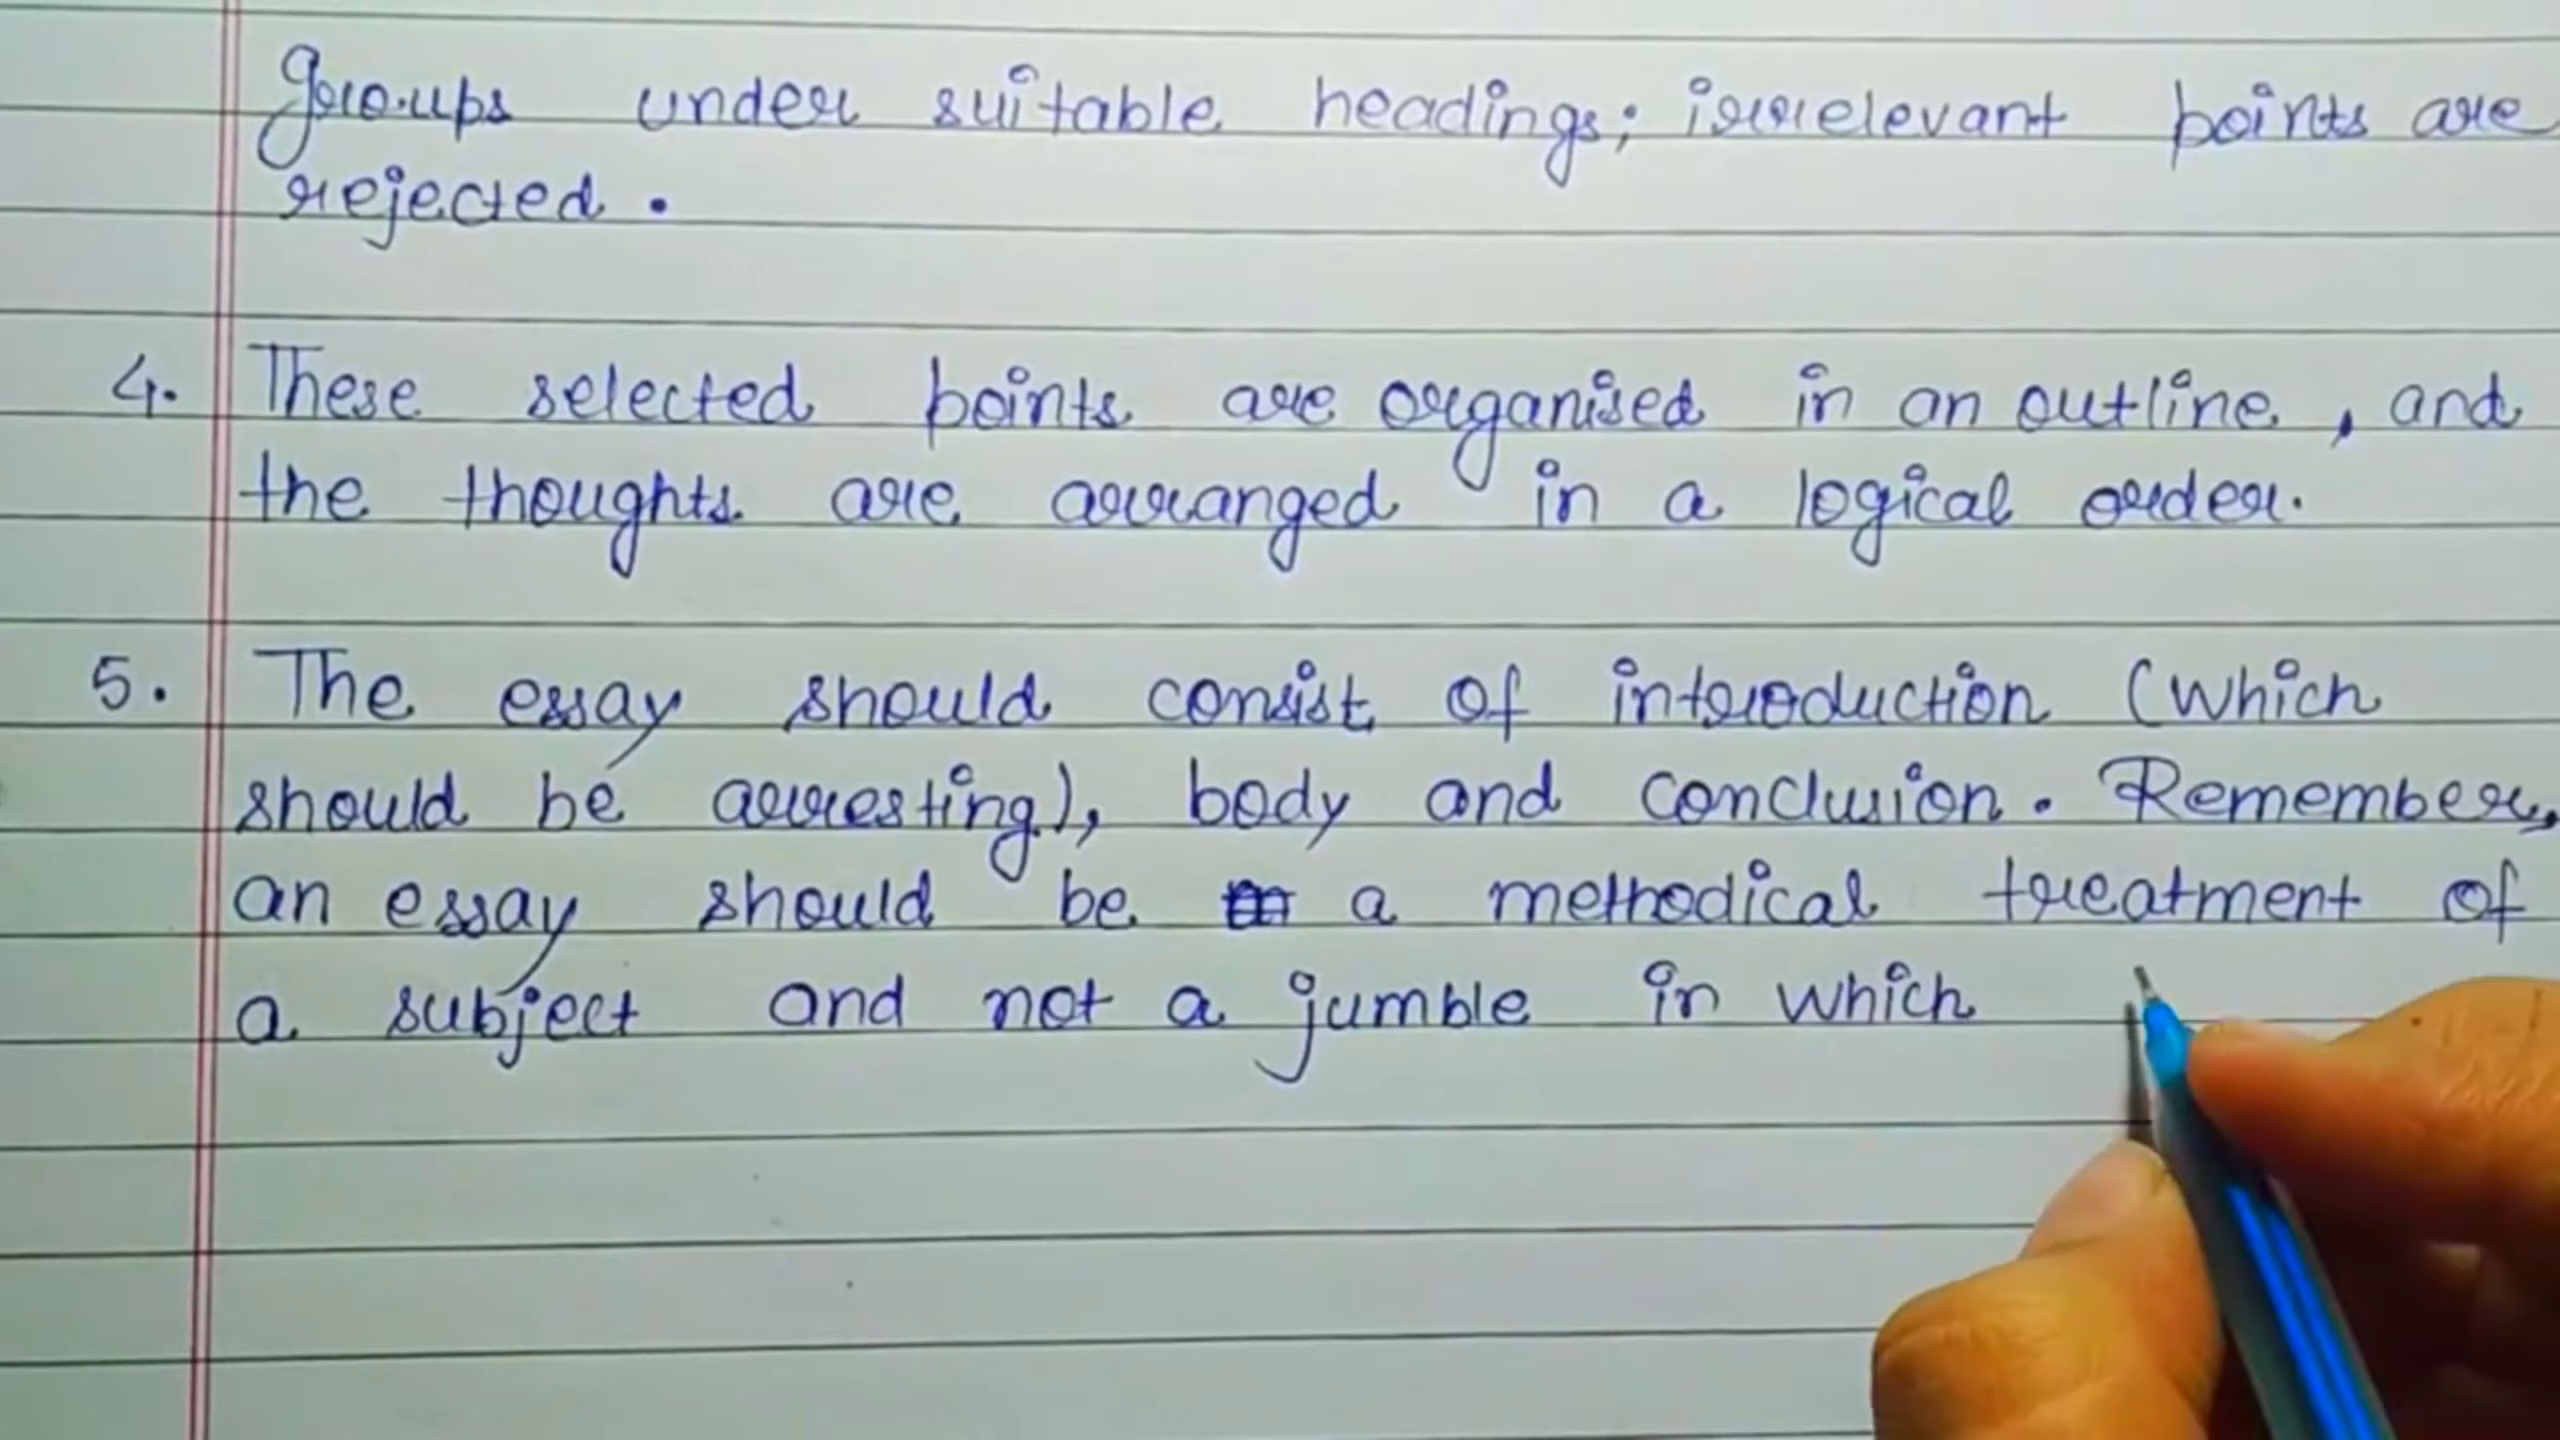 groups under suitable headings; irrelevant points are
rejected.
4. These selected points are organised in an outline, and
the thoughts are arranged in a logical order.
5. The essay should consist of introduction (which
should be arresting), body and conclusion. Remember,
an essay should be a methodical treatment of
a subject and not a jumble in which